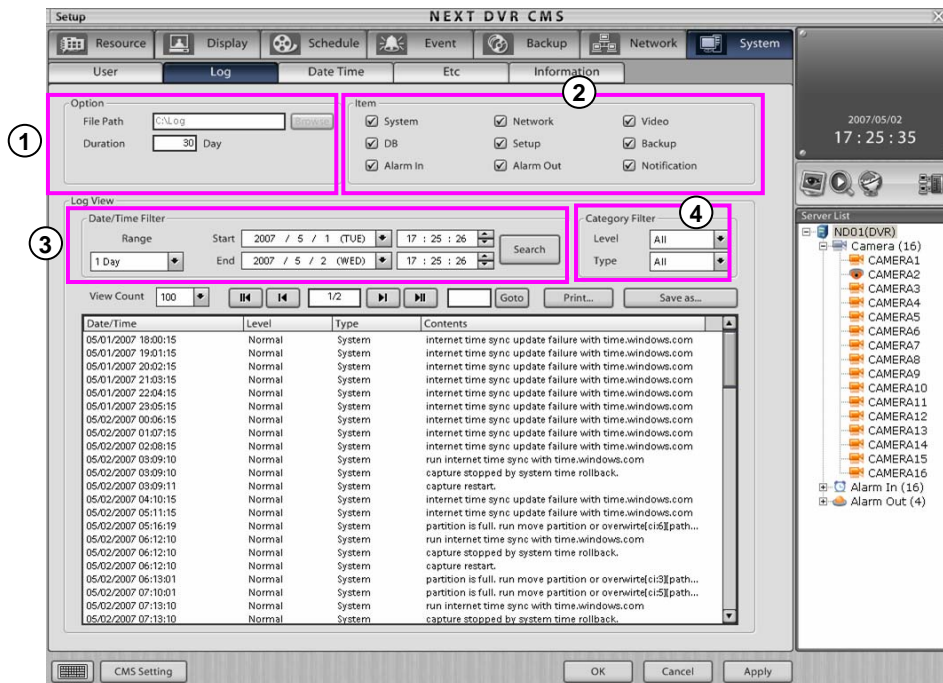 Setup NEXT DVR CMS
Resource Display Schedule Event Backup Network System
User Log Date Time Etc Information
Option
File Path C:\Log Browse
Duration 30 Day
1
Item
2
System Network Video
DB Setup Backup
Alarm In Alarm Out Notification
2007/05/02
17 : 25 : 35
Log View
Date/Time Filter
3
Range Start 2007 / 5 / 1 (TUE) 17 : 25 : 26 Search
1 Day End 2007 / 5 / 2 (WED) 17 : 25 : 26
Category Filter
4
Level All
Type All
View Count 100 1/2 Goto Print... Save as...
Date/Time Level Type Contents
05/01/2007 18:00:15 Normal System internet time sync update failure with time.windows.com
05/01/2007 19:01:15 Normal System internet time sync update failure with time.windows.com
05/01/2007 20:02:15 Normal System internet time sync update failure with time.windows.com
05/01/2007 21:03:15 Normal System internet time sync update failure with time.windows.com
05/01/2007 22:04:15 Normal System internet time sync update failure with time.windows.com
05/01/2007 23:05:15 Normal System internet time sync update failure with time.windows.com
05/02/2007 00:06:15 Normal System internet time sync update failure with time.windows.com
05/02/2007 01:07:15 Normal System internet time sync update failure with time.windows.com
05/02/2007 02:08:15 Normal System internet time sync update failure with time.windows.com
05/02/2007 03:09:10 Normal System run internet time sync with time.windows.com
05/02/2007 03:09:10 Normal System capture stopped by system time rollback.
05/02/2007 03:09:11 Normal System capture restart.
05/02/2007 04:10:15 Normal System internet time sync update failure with time.windows.com
05/02/2007 05:11:15 Normal System internet time sync update failure with time.windows.com
05/02/2007 05:16:19 Normal System partition is full. run move partition or overwirte[ci:6][path...
05/02/2007 06:12:10 Normal System run internet time sync with time.windows.com
05/02/2007 06:12:10 Normal System capture stopped by system time rollback.
05/02/2007 06:12:10 Normal System capture restart.
05/02/2007 06:13:01 Normal System partition is full. run move partition or overwirte[ci:3][path...
05/02/2007 07:10:01 Normal System partition is full. run move partition or overwirte[ci:5][path...
05/02/2007 07:13:10 Normal System run internet time sync with time.windows.com
05/02/2007 07:13:10 Normal System capture stopped by system time rollback.
Server List
ND01(DVR)
Camera (16)
CAMERA1
CAMERA2
CAMERA3
CAMERA4
CAMERA5
CAMERA6
CAMERA7
CAMERA8
CAMERA9
CAMERA10
CAMERA11
CAMERA12
CAMERA13
CAMERA14
CAMERA15
CAMERA16
Alarm In (16)
Alarm Out (4)
CMS Setting OK Cancel Apply